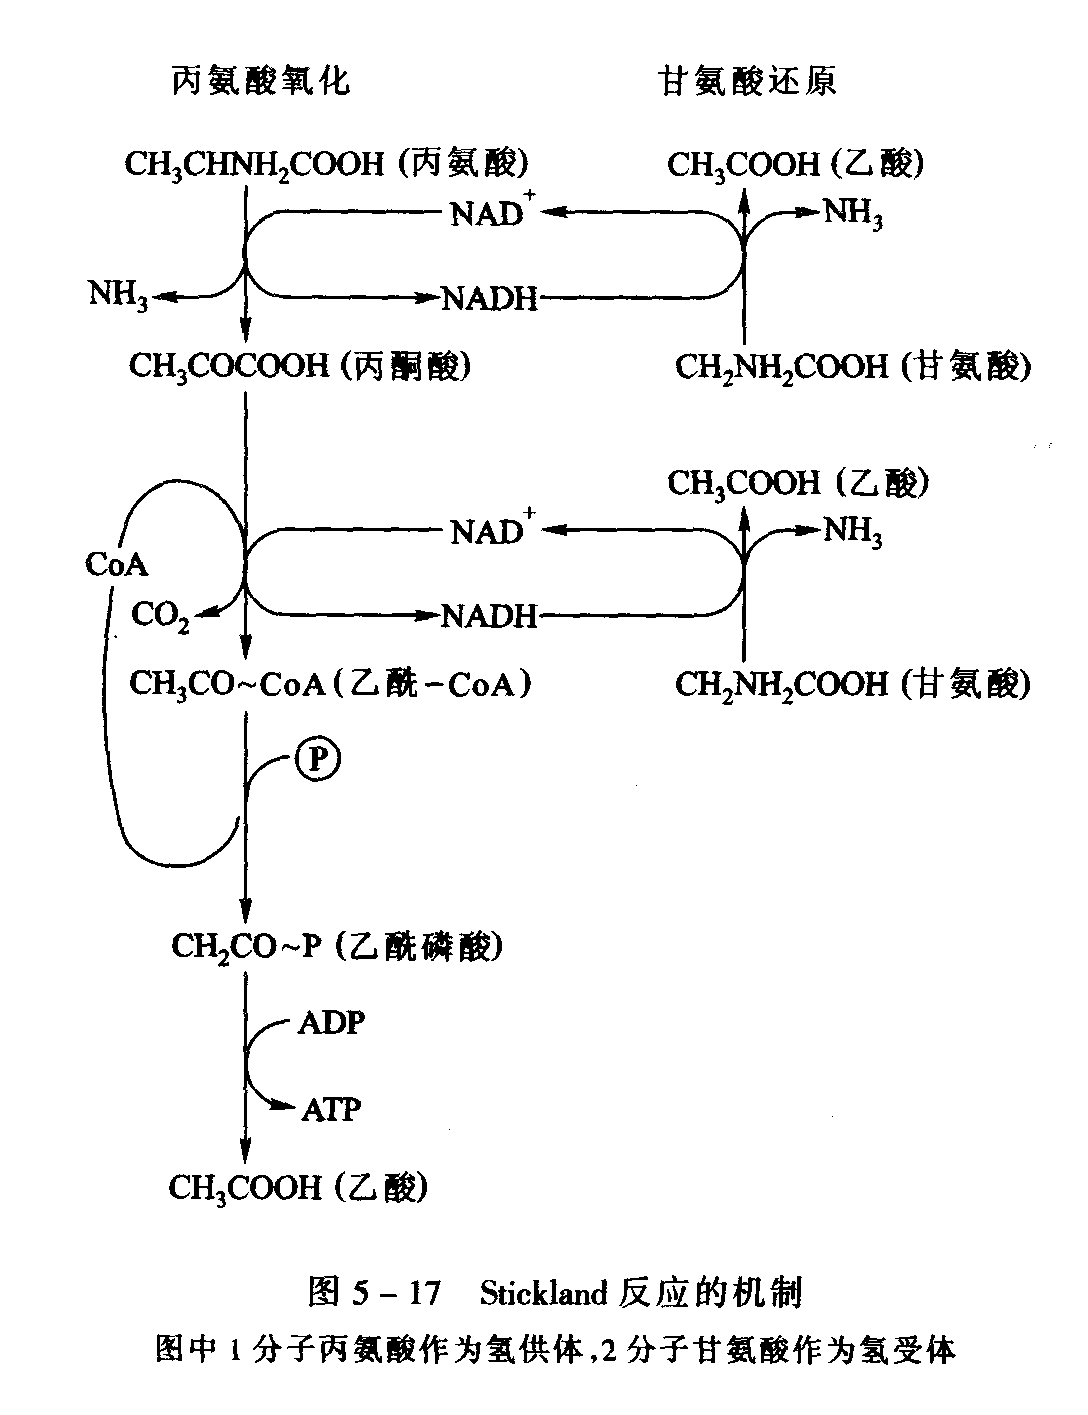 丙氨酸氧化
甘氨酸还原
CH₃CHNH₂COOH (丙氨酸)
CH₃COOH (乙酸)
NAD⁺
NH₃
NH₃
NADH
CH₃COCOOH (丙酮酸)
CH₂NH₂COOH (甘氨酸)
CH₃COOH (乙酸)
NAD⁺
NH₃
CoA
CO₂
NADH
CH₃CO~CoA (乙酰-CoA)
CH₂NH₂COOH (甘氨酸)
P
CH₂CO~P (乙酰磷酸)
ADP
ATP
CH₃COOH (乙酸)
图 5-17 Stickland 反应的机制
图中 1 分子丙氨酸作为氢供体,2 分子甘氨酸作为氢受体